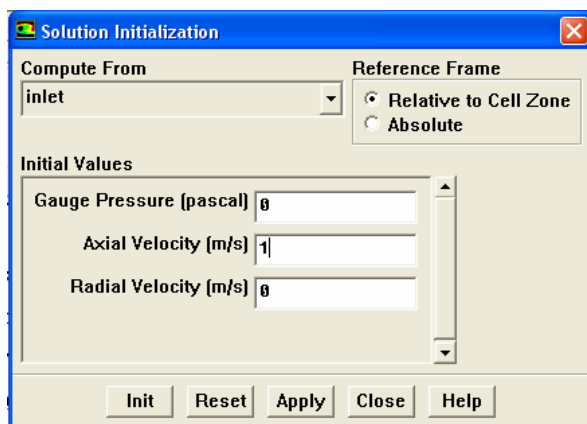 Solution Initialization
Compute From
inlet
Reference Frame
Relative to Cell Zone
Absolute
Initial Values
Gauge Pressure (pascal) 0
Axial Velocity (m/s) 1
Radial Velocity (m/s) 0
Init Reset Apply Close Help